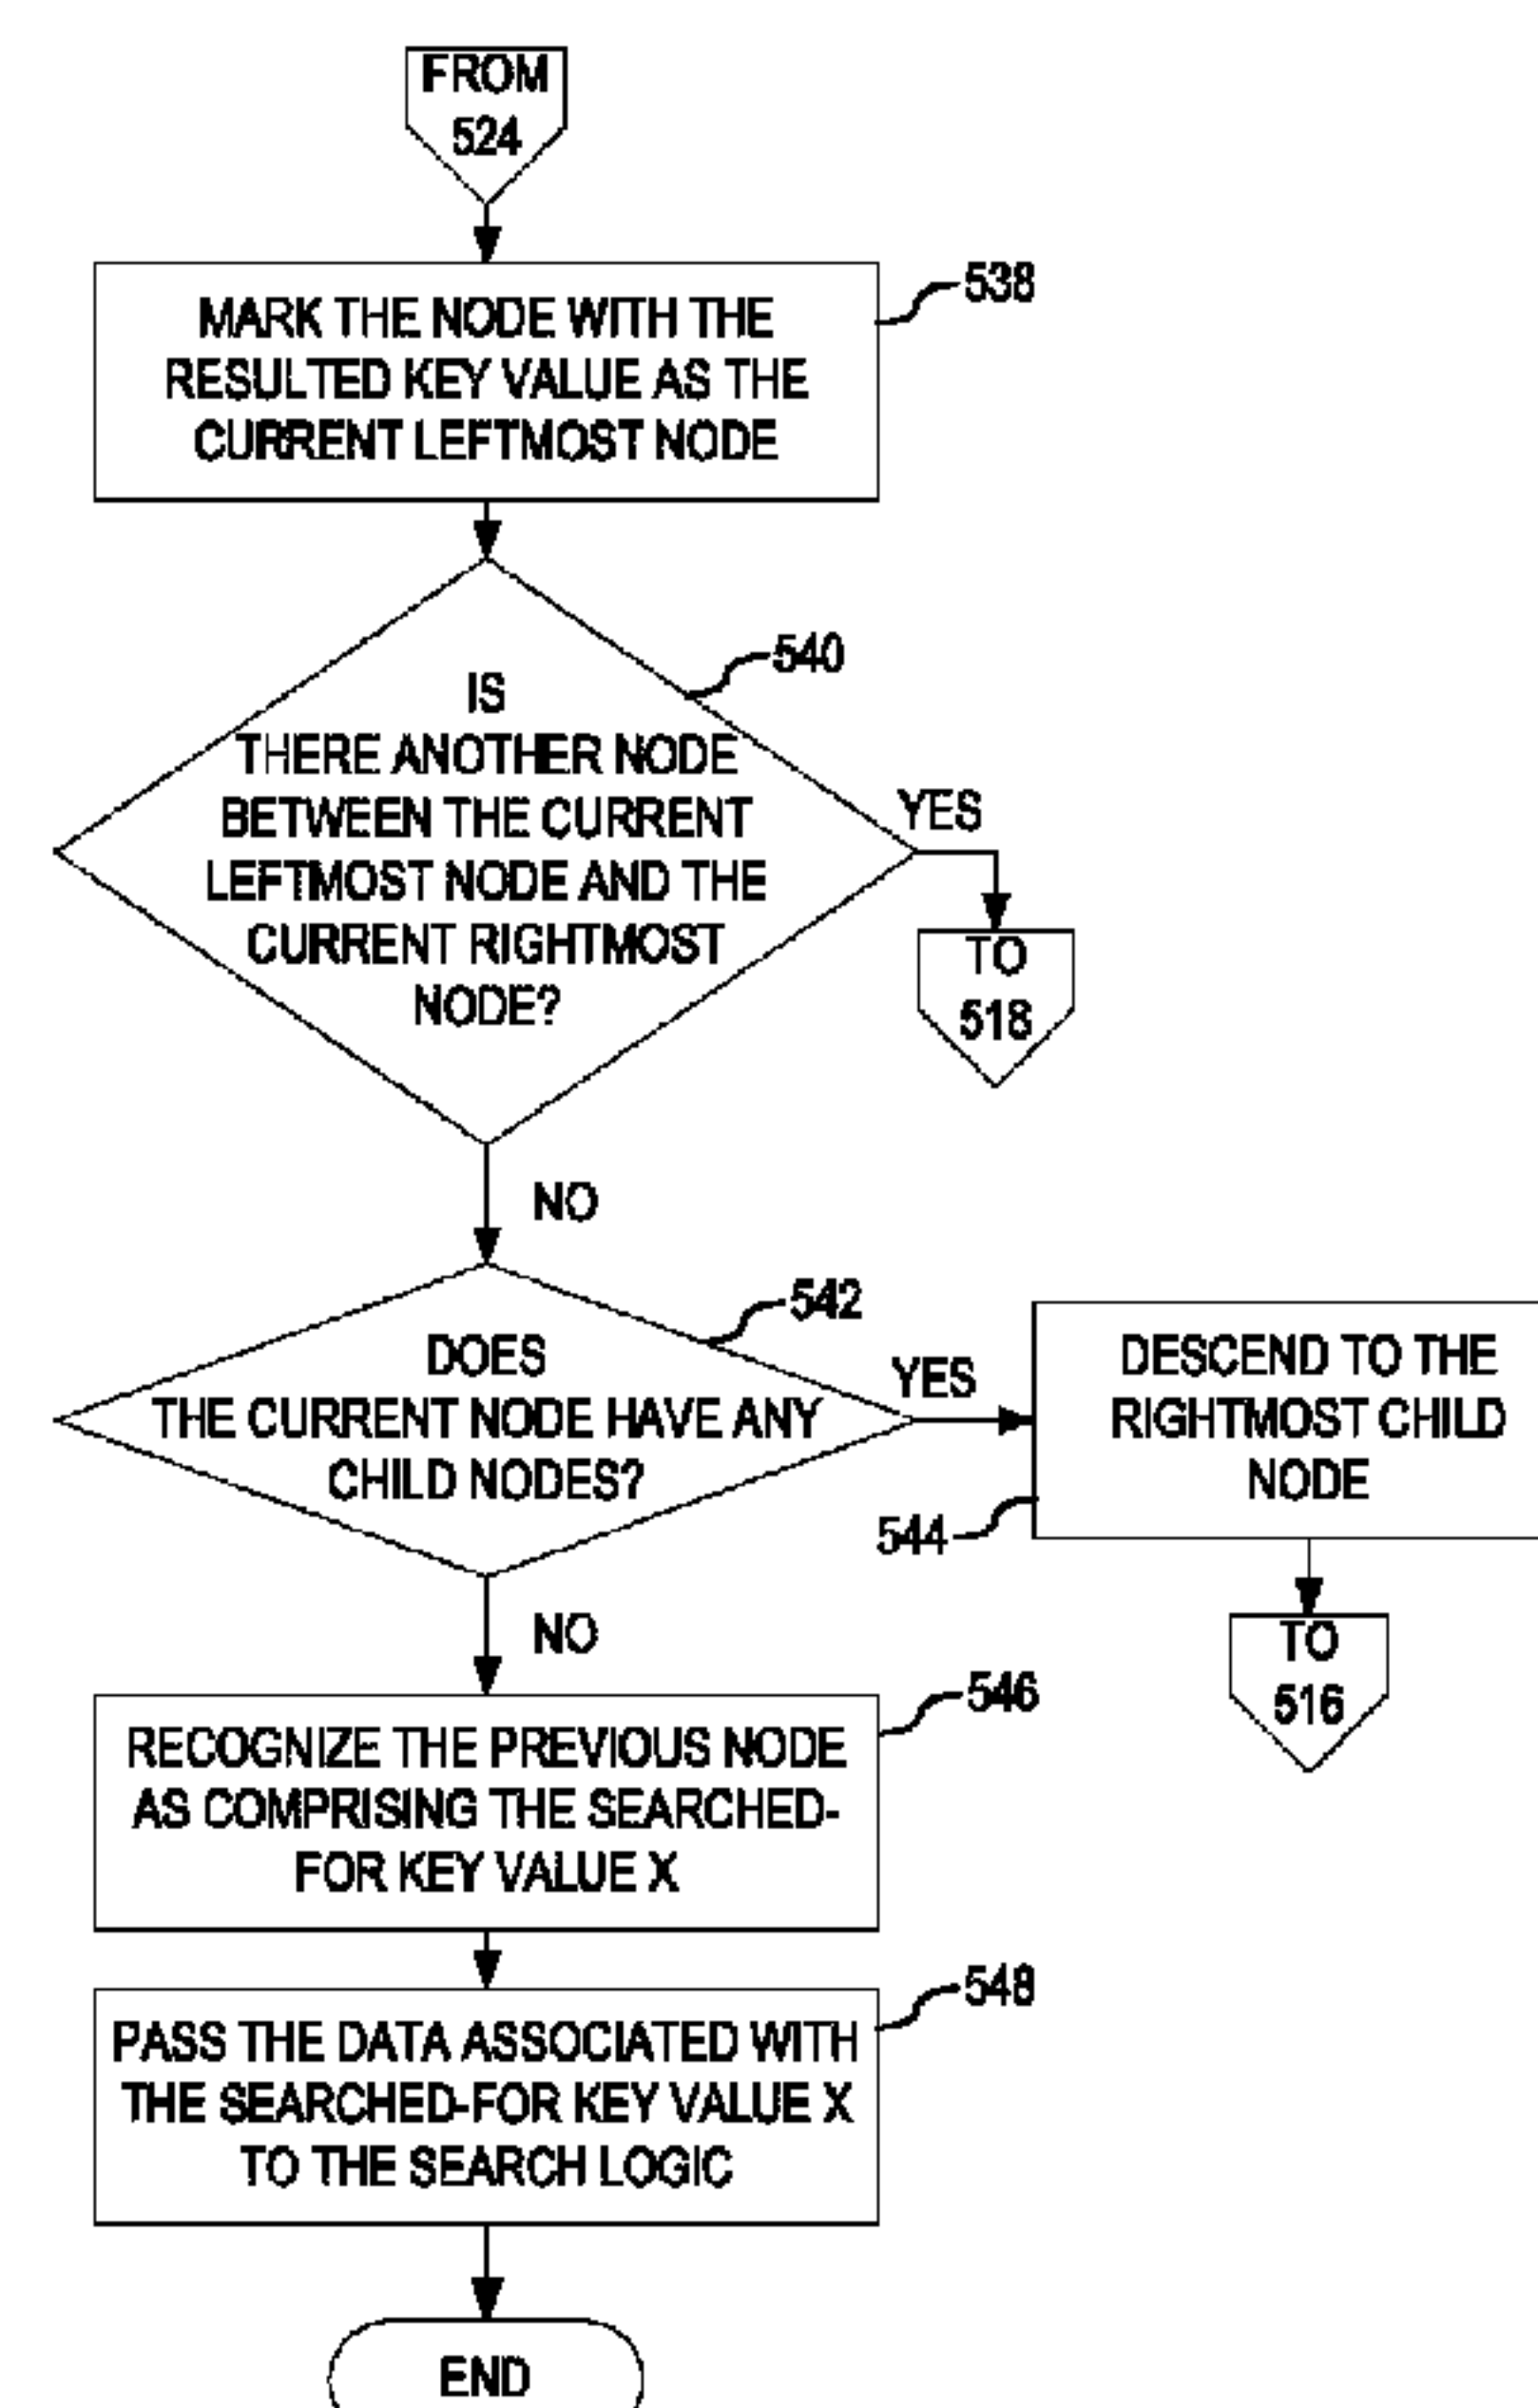 FROM
524
MARK THE NODE WITH THE
RESULTED KEY VALUE AS THE
CURRENT LEFTMOST NODE
538
IS
THERE ANOTHER NODE
BETWEEN THE CURRENT
LEFTMOST NODE AND THE
CURRENT RIGHTMOST
NODE?
540
YES
TO
518
NO
DOES
THE CURRENT NODE HAVE ANY
CHILD NODES?
542
YES
DESCEND TO THE
RIGHTMOST CHILD
NODE
544
TO
516
NO
RECOGNIZE THE PREVIOUS NODE
AS COMPRISING THE SEARCHED-
FOR KEY VALUE X
546
PASS THE DATA ASSOCIATED WITH
THE SEARCHED-FOR KEY VALUE X
TO THE SEARCH LOGIC
548
END